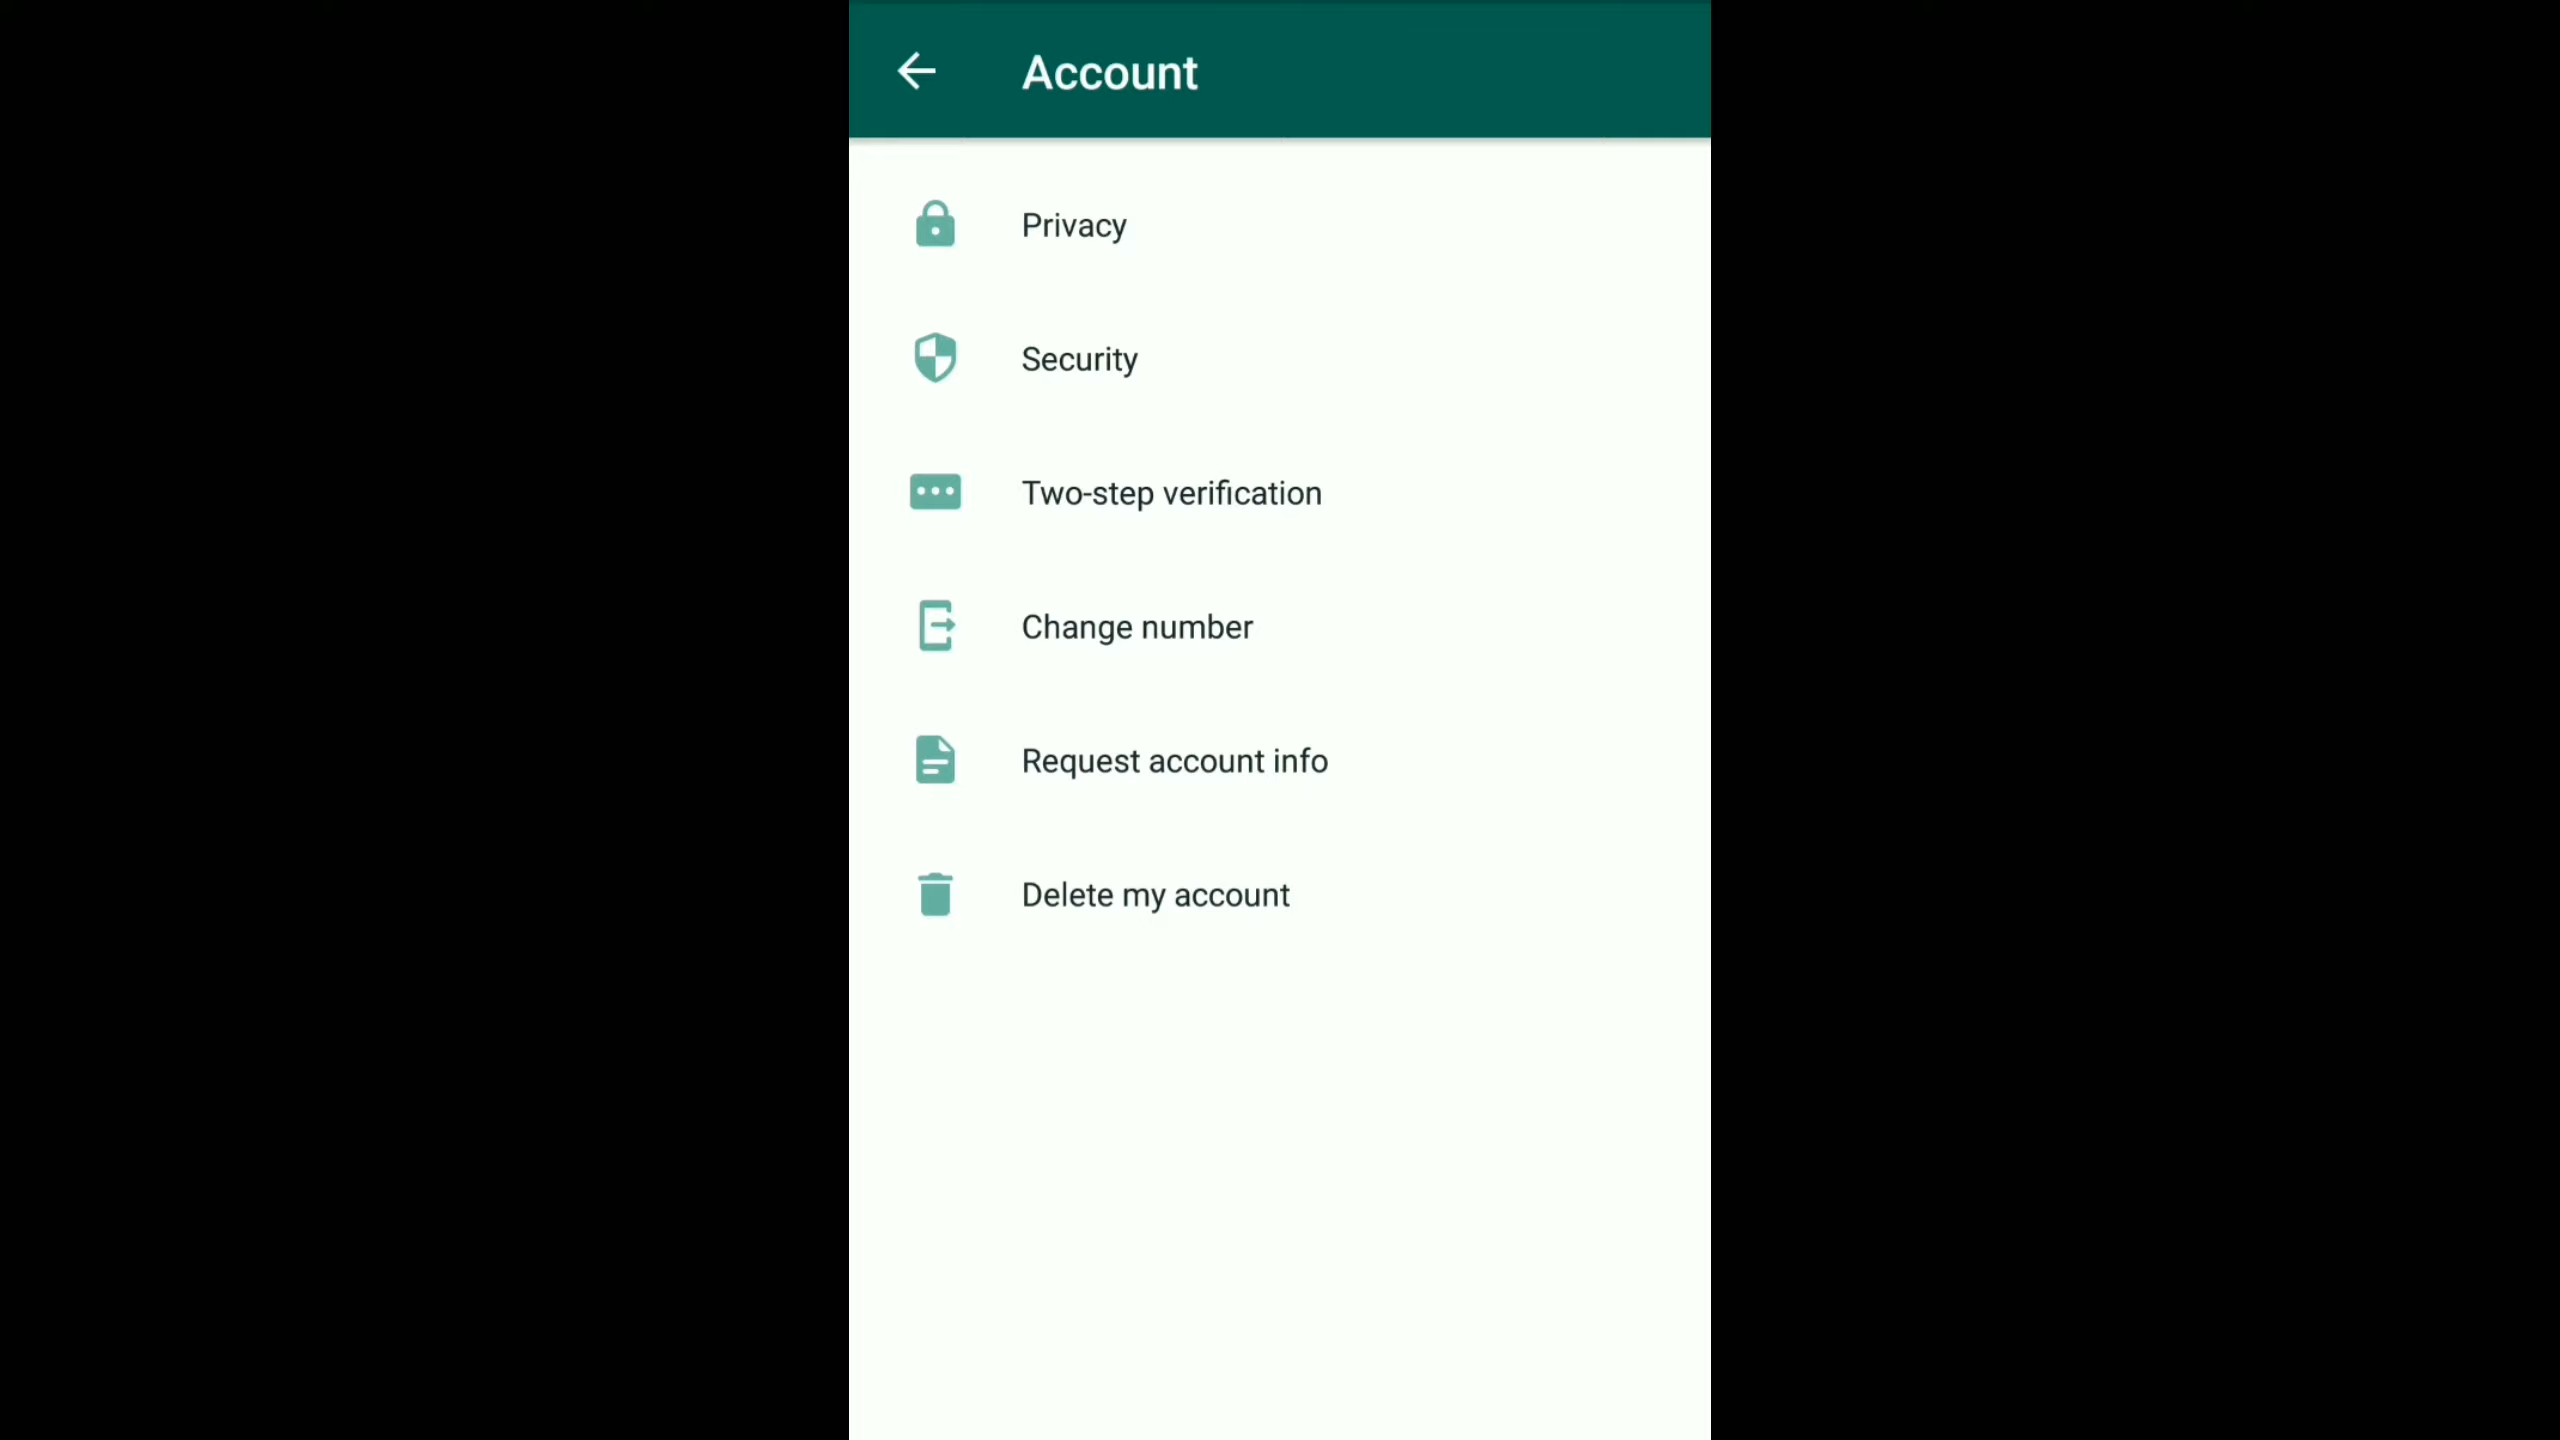 Account
Privacy
Security
Two-step verification
Change number
Request account info
Delete my account